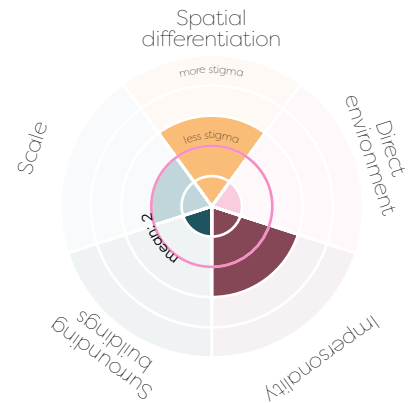 Spatial
differentiation
more stigma
less stigma
Scale
Direct
environment
mean: 2
Surrounding
buildings
Impersonality